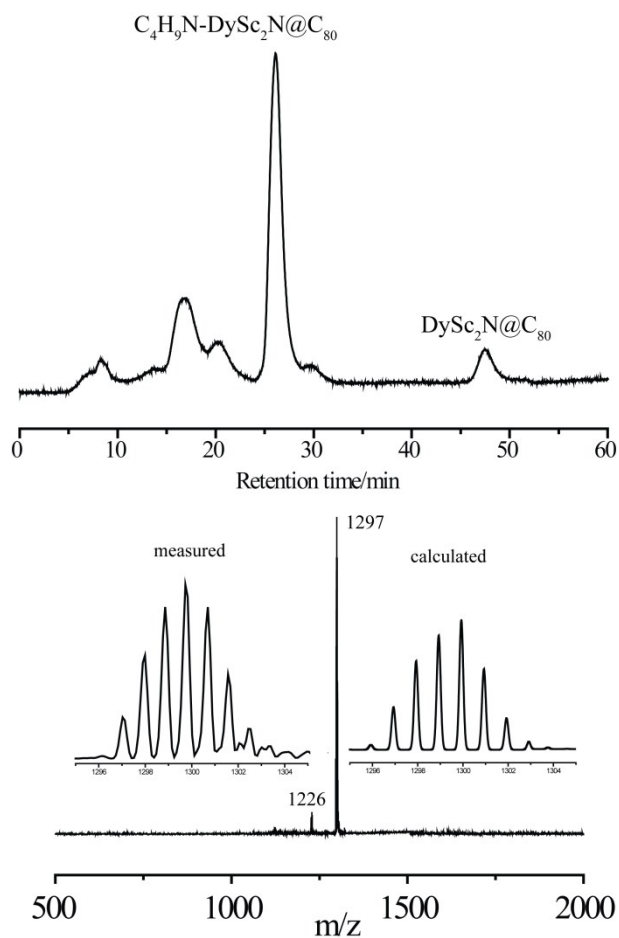 C₄H₉N-DySc₂N@C₈₀
DySc₂N@C₈₀
0 10 20 30 40 50 60
Retention time/min
1297
measured
calculated
1296 1298 1300 1302 1304
1296 1298 1300 1302 1304
1226
500 1000 1500 2000
m/z